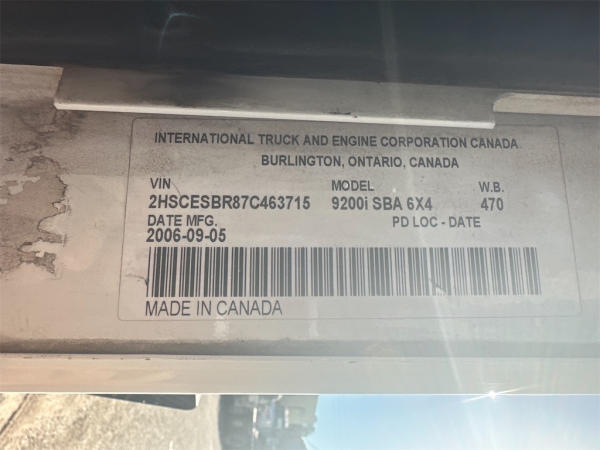 INTERNATIONAL TRUCK AND ENGINE CORPORATION CANADA
BURLINGTON, ONTARIO, CANADA
VIN MODEL W.B.
2HSCESBR87C463715 9200i SBA 6X4 470
DATE MFG. PD LOC - DATE
2006-09-05
MADE IN CANADA